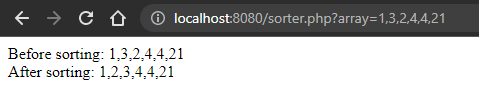 localhost:8080/sorter.php?array=1,3,2,4,4,21
Before sorting: 1,3,2,4,4,21
After sorting: 1,2,3,4,4,21